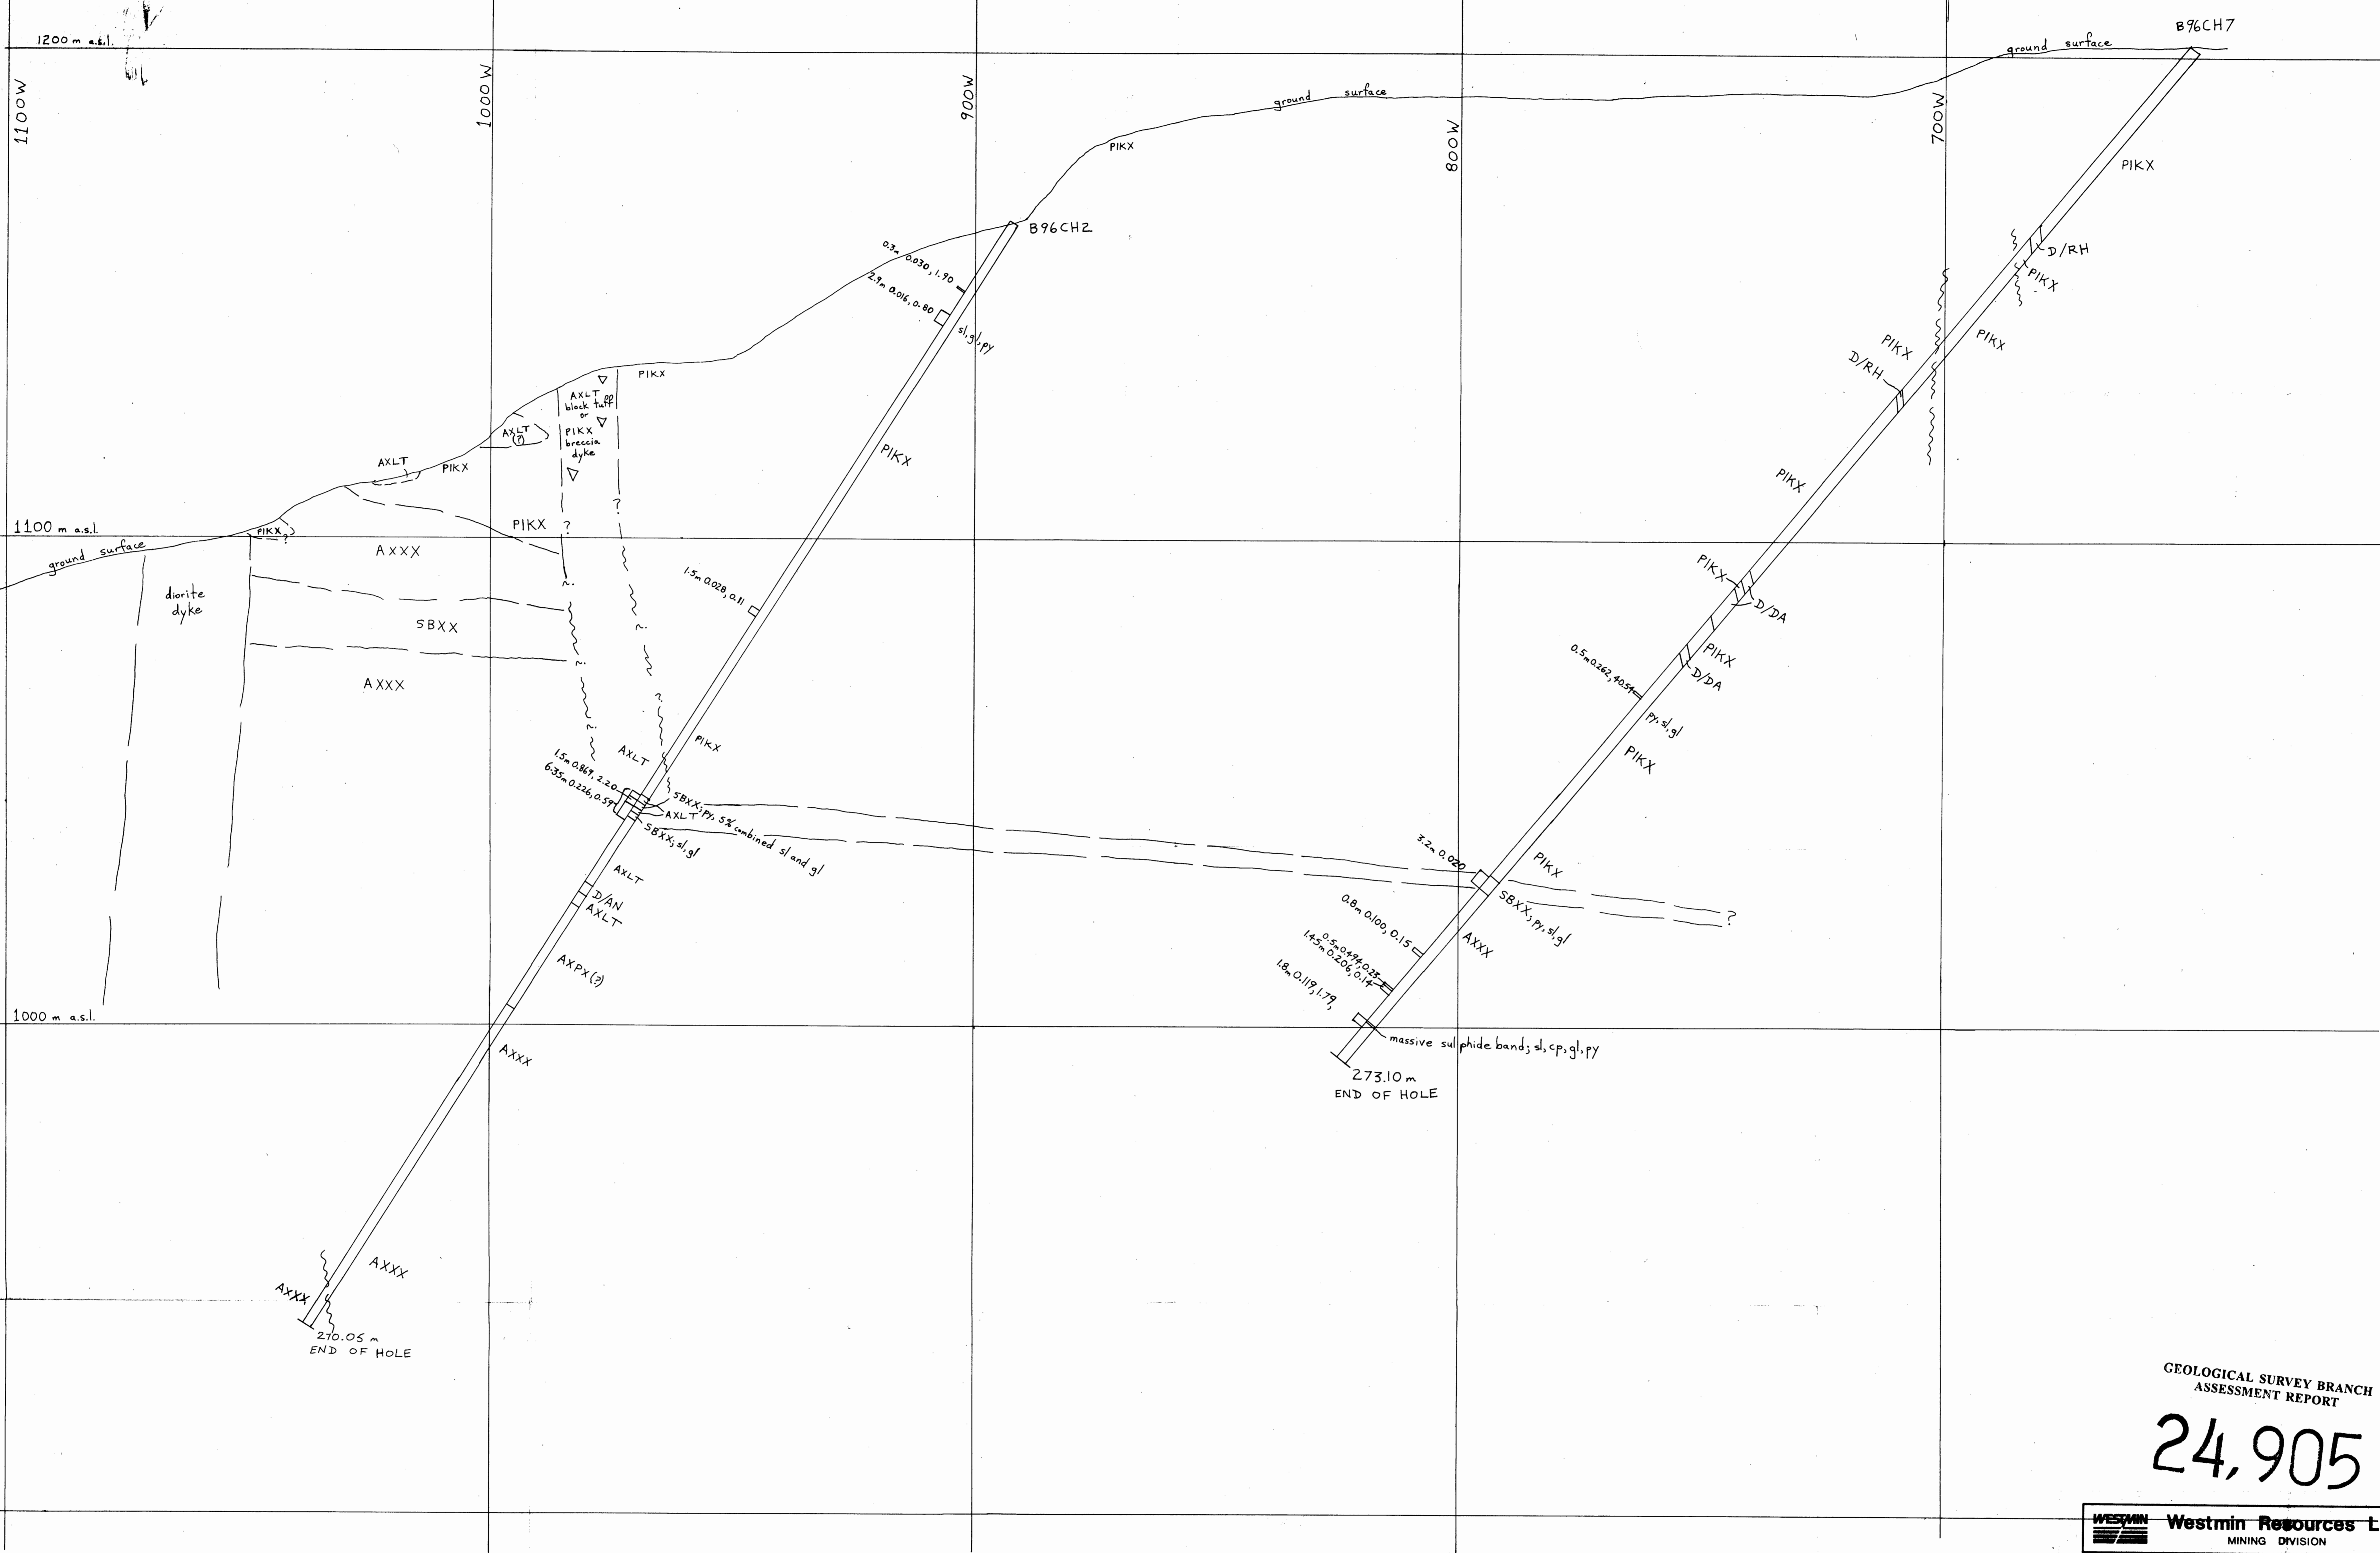 1200 m a.s.l.
1100W
1000W
900W
800W
700W
B96CH7
ground surface
ground surface
PIKX
PIKX
B96CH2
D/RH
PIKX
0.3m 0.030, 1.90
2.9m 0.016, 0.80
sl, gl, py
PIKX
PIKX
D/RH
PIKX
AXLT
block tuff
or
PIKX
breccia
dyke
AXLT
(?)
AXLT
PIKX
PIKX
PIKX
1100 m a.s.l.
PIKX
?
PIKX
?
?
ground surface
AXXX
diorite
dyke
SBXX
AXXX
1.5m 0.028, 0.11
PIKX
D/DA
PIKX
D/DA
0.5m 0.262, 40.54
py, sl, gl
PIKX
PIKX
AXLT
1.5m 0.869, 2.20
6.35m 0.226, 0.59
SBXX; py, 5% combined sl and gl
AXLT
SBXX; sl, gl
AXLT
D/AN
AXLT
AXPX(?)
3.2m 0.020
PIKX
SBXX; py, sl, gl
?
AXXX
0.8m 0.100, 0.15
0.5m 0.494, 0.25
1.45m 0.206, 0.14
1.8m 0.119, 1.79,
1000 m a.s.l.
massive sulphide band; sl, cp, gl, py
AXXX
273.10 m
END OF HOLE
AXXX
AXXX
270.05 m
END OF HOLE
GEOLOGICAL SURVEY BRANCH
ASSESSMENT REPORT
24,905
WESTMIN
Westmin Resources L
MINING DIVISION